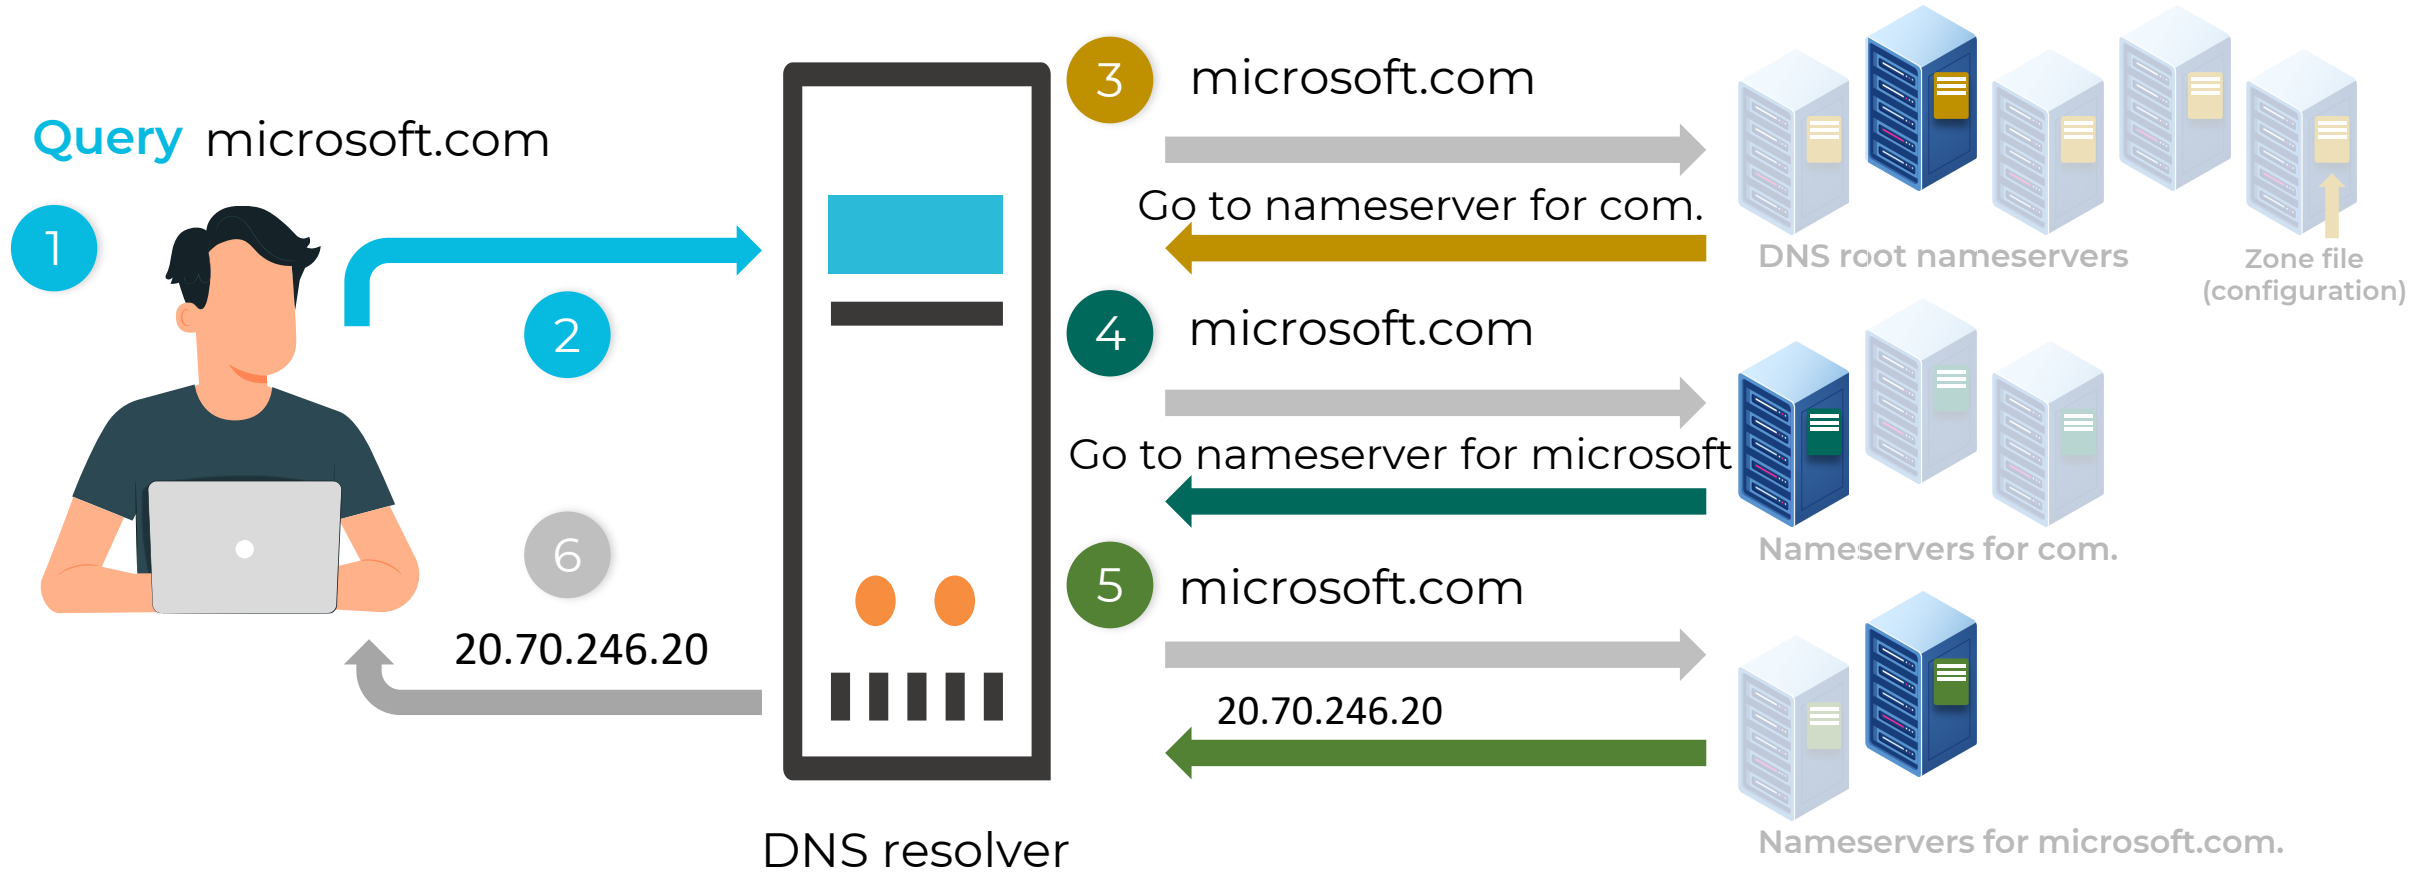 Query microsoft.com
1
2
6
20.70.246.20
DNS resolver
3 microsoft.com
Go to nameserver for com.
4 microsoft.com
Go to nameserver for microsoft
5 microsoft.com
20.70.246.20
DNS root nameservers
Zone file
(configuration)
Nameservers for com.
Nameservers for microsoft.com.